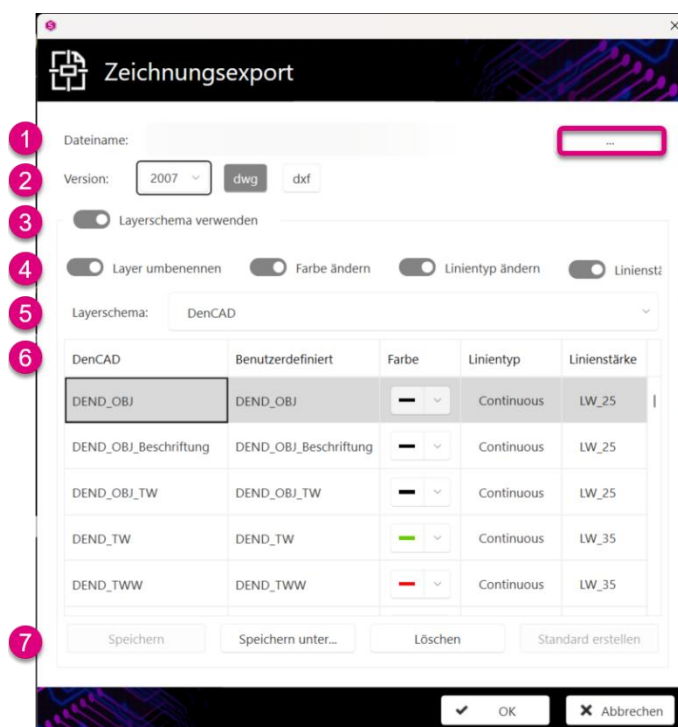 S
Zeichnungsexport
1 Dateiname: ...
2 Version: 2007 dwg dxf
3 Layerschema verwenden
4 Layer umbenennen Farbe ändern Linientyp ändern Linienstä
5 Layerschema: DenCAD
6 DenCAD Benutzerdefiniert Farbe Linientyp Linienstärke
DEND_OBJ DEND_OBJ Continuous LW_25
DEND_OBJ_Beschriftung DEND_OBJ_Beschriftung Continuous LW_25
DEND_OBJ_TW DEND_OBJ_TW Continuous LW_25
DEND_TW DEND_TW Continuous LW_35
DEND_TWW DEND_TWW Continuous LW_35
7 Speichern Speichern unter... Löschen Standard erstellen
OK Abbrechen